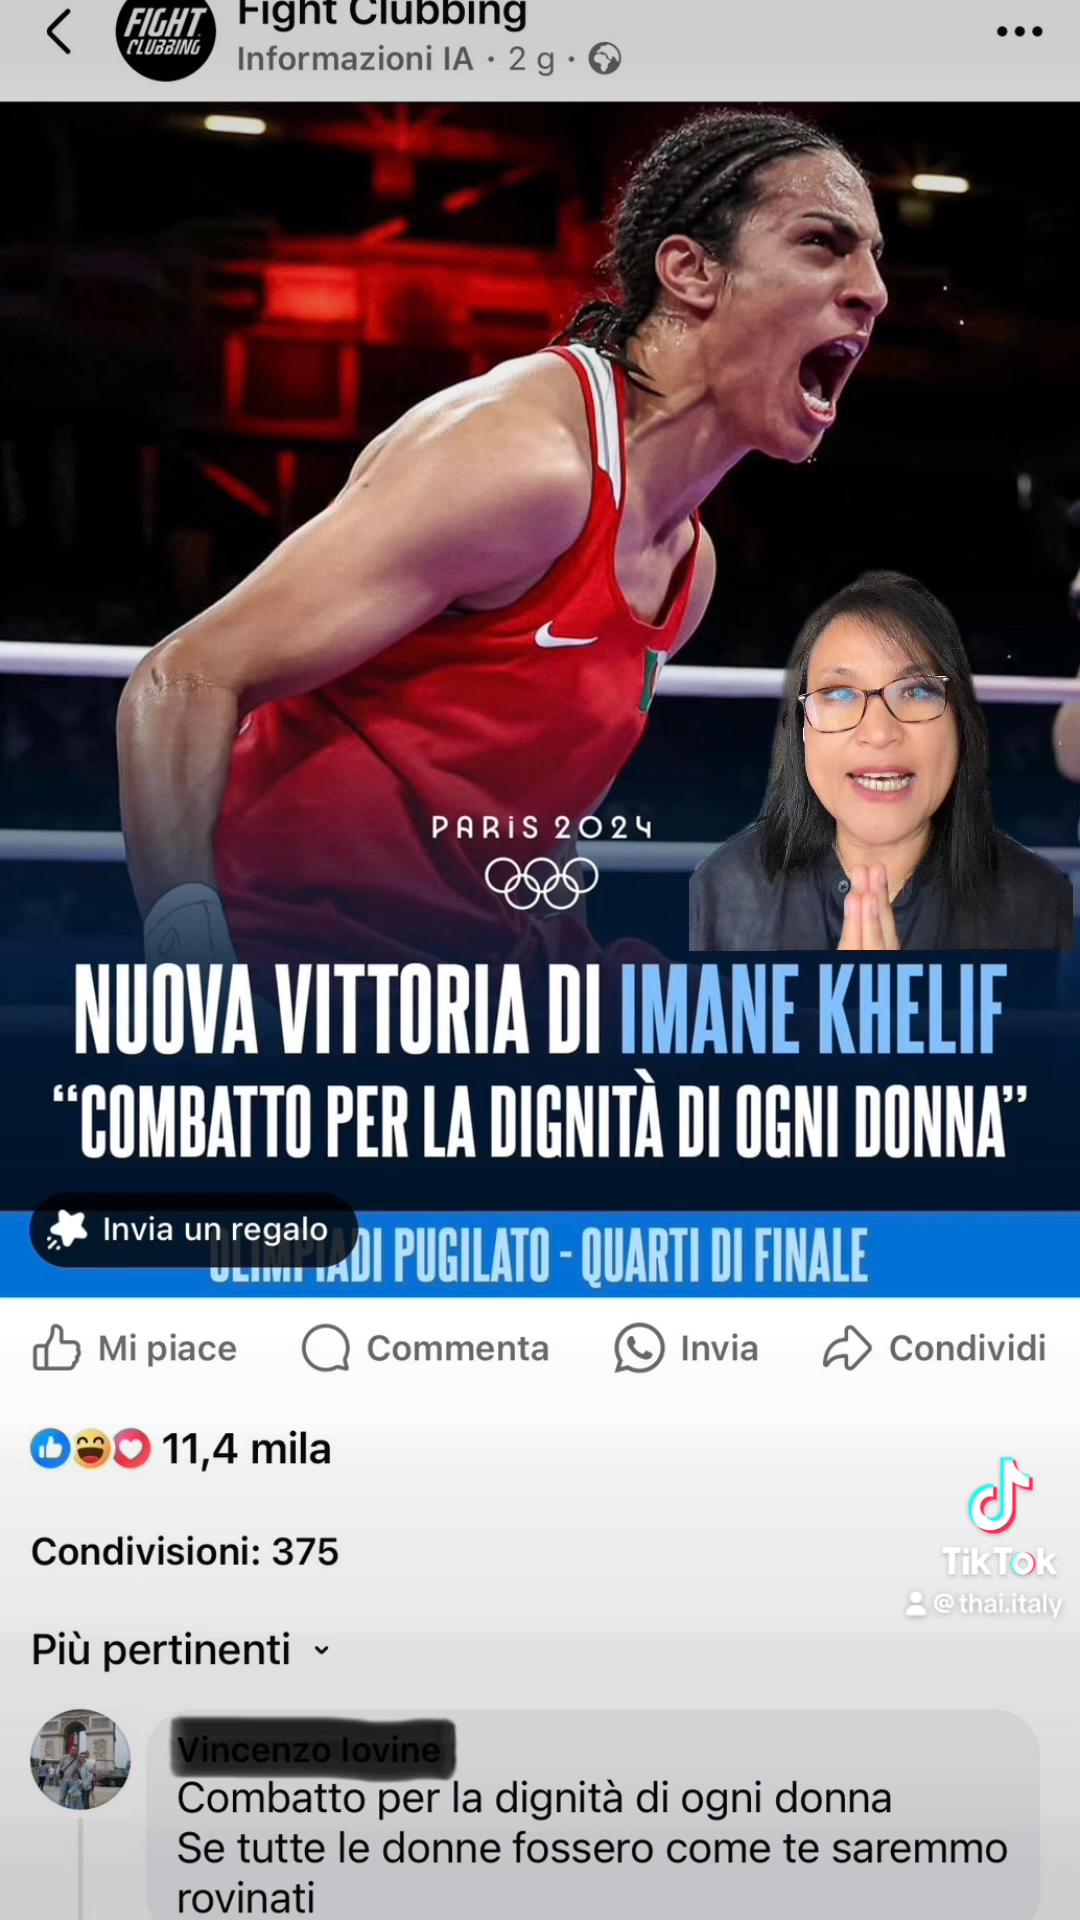 FIGHT
CLUBBING
Fight Clubbing
Informazioni IA · 2 g ·
PARIS 2024
NUOVA VITTORIA DI IMANE KHELIF
“COMBATTO PER LA DIGNITÀ DI OGNI DONNA”
Invia un regalo
OLIMPIADI PUGILATO - QUARTI DI FINALE
Mi piace
Commenta
Invia
Condividi
11,4 mila
Condivisioni: 375
TikTok
@thai.italy
Più pertinenti
Vincenzo Iovine
Combatto per la dignità di ogni donna
Se tutte le donne fossero come te saremmo
rovinati